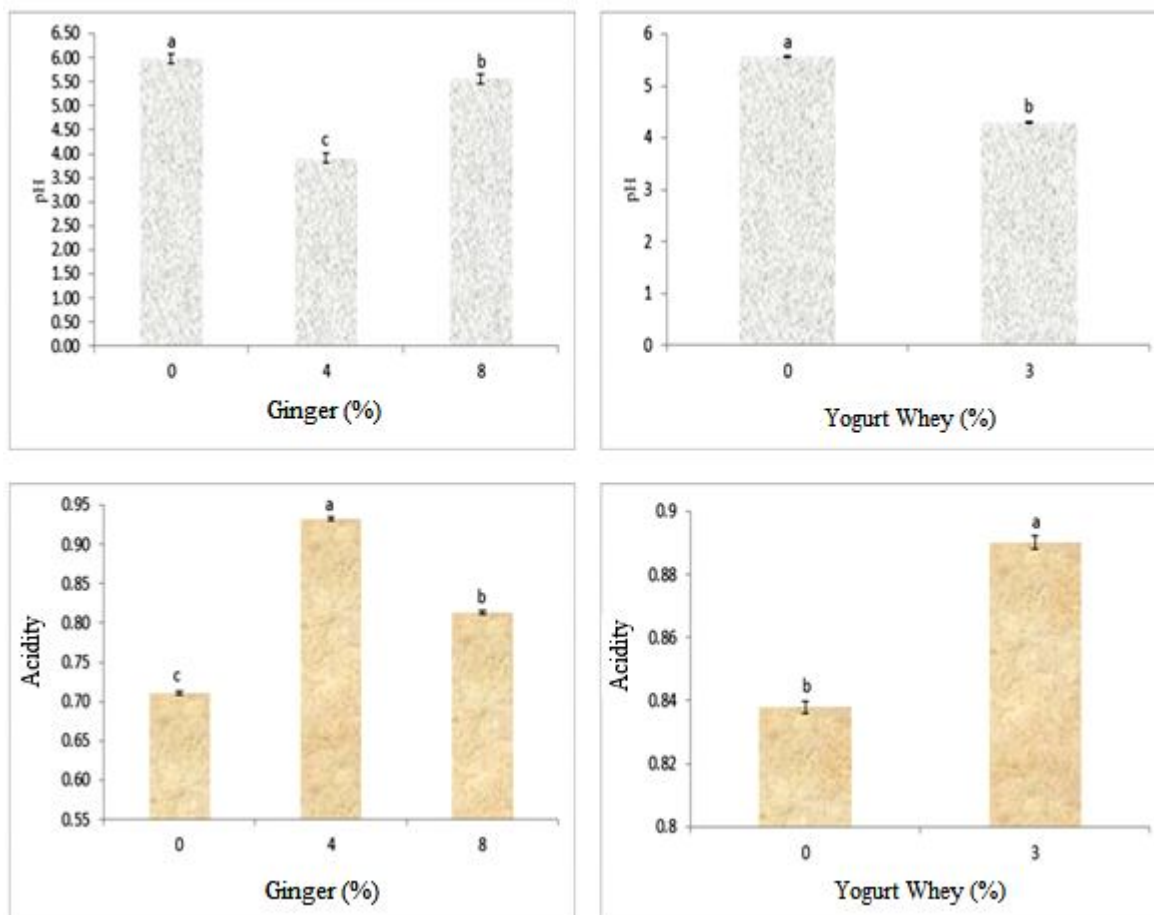 6.50
6.00
5.50
5.00
4.50
4.00
3.50
3.00
2.50
2.00
1.50
1.00
0.50
0.00
pH
a
c
b
0 4 8
Ginger (%)
6
5
4
3
2
1
0
pH
a
b
0 3
Yogurt Whey (%)
0.95
0.90
0.85
0.80
0.75
0.70
0.65
0.60
0.55
Acidity
c
a
b
0 4 8
Ginger (%)
0.9
0.88
0.86
0.84
0.82
0.8
Acidity
b
a
0 3
Yogurt Whey (%)